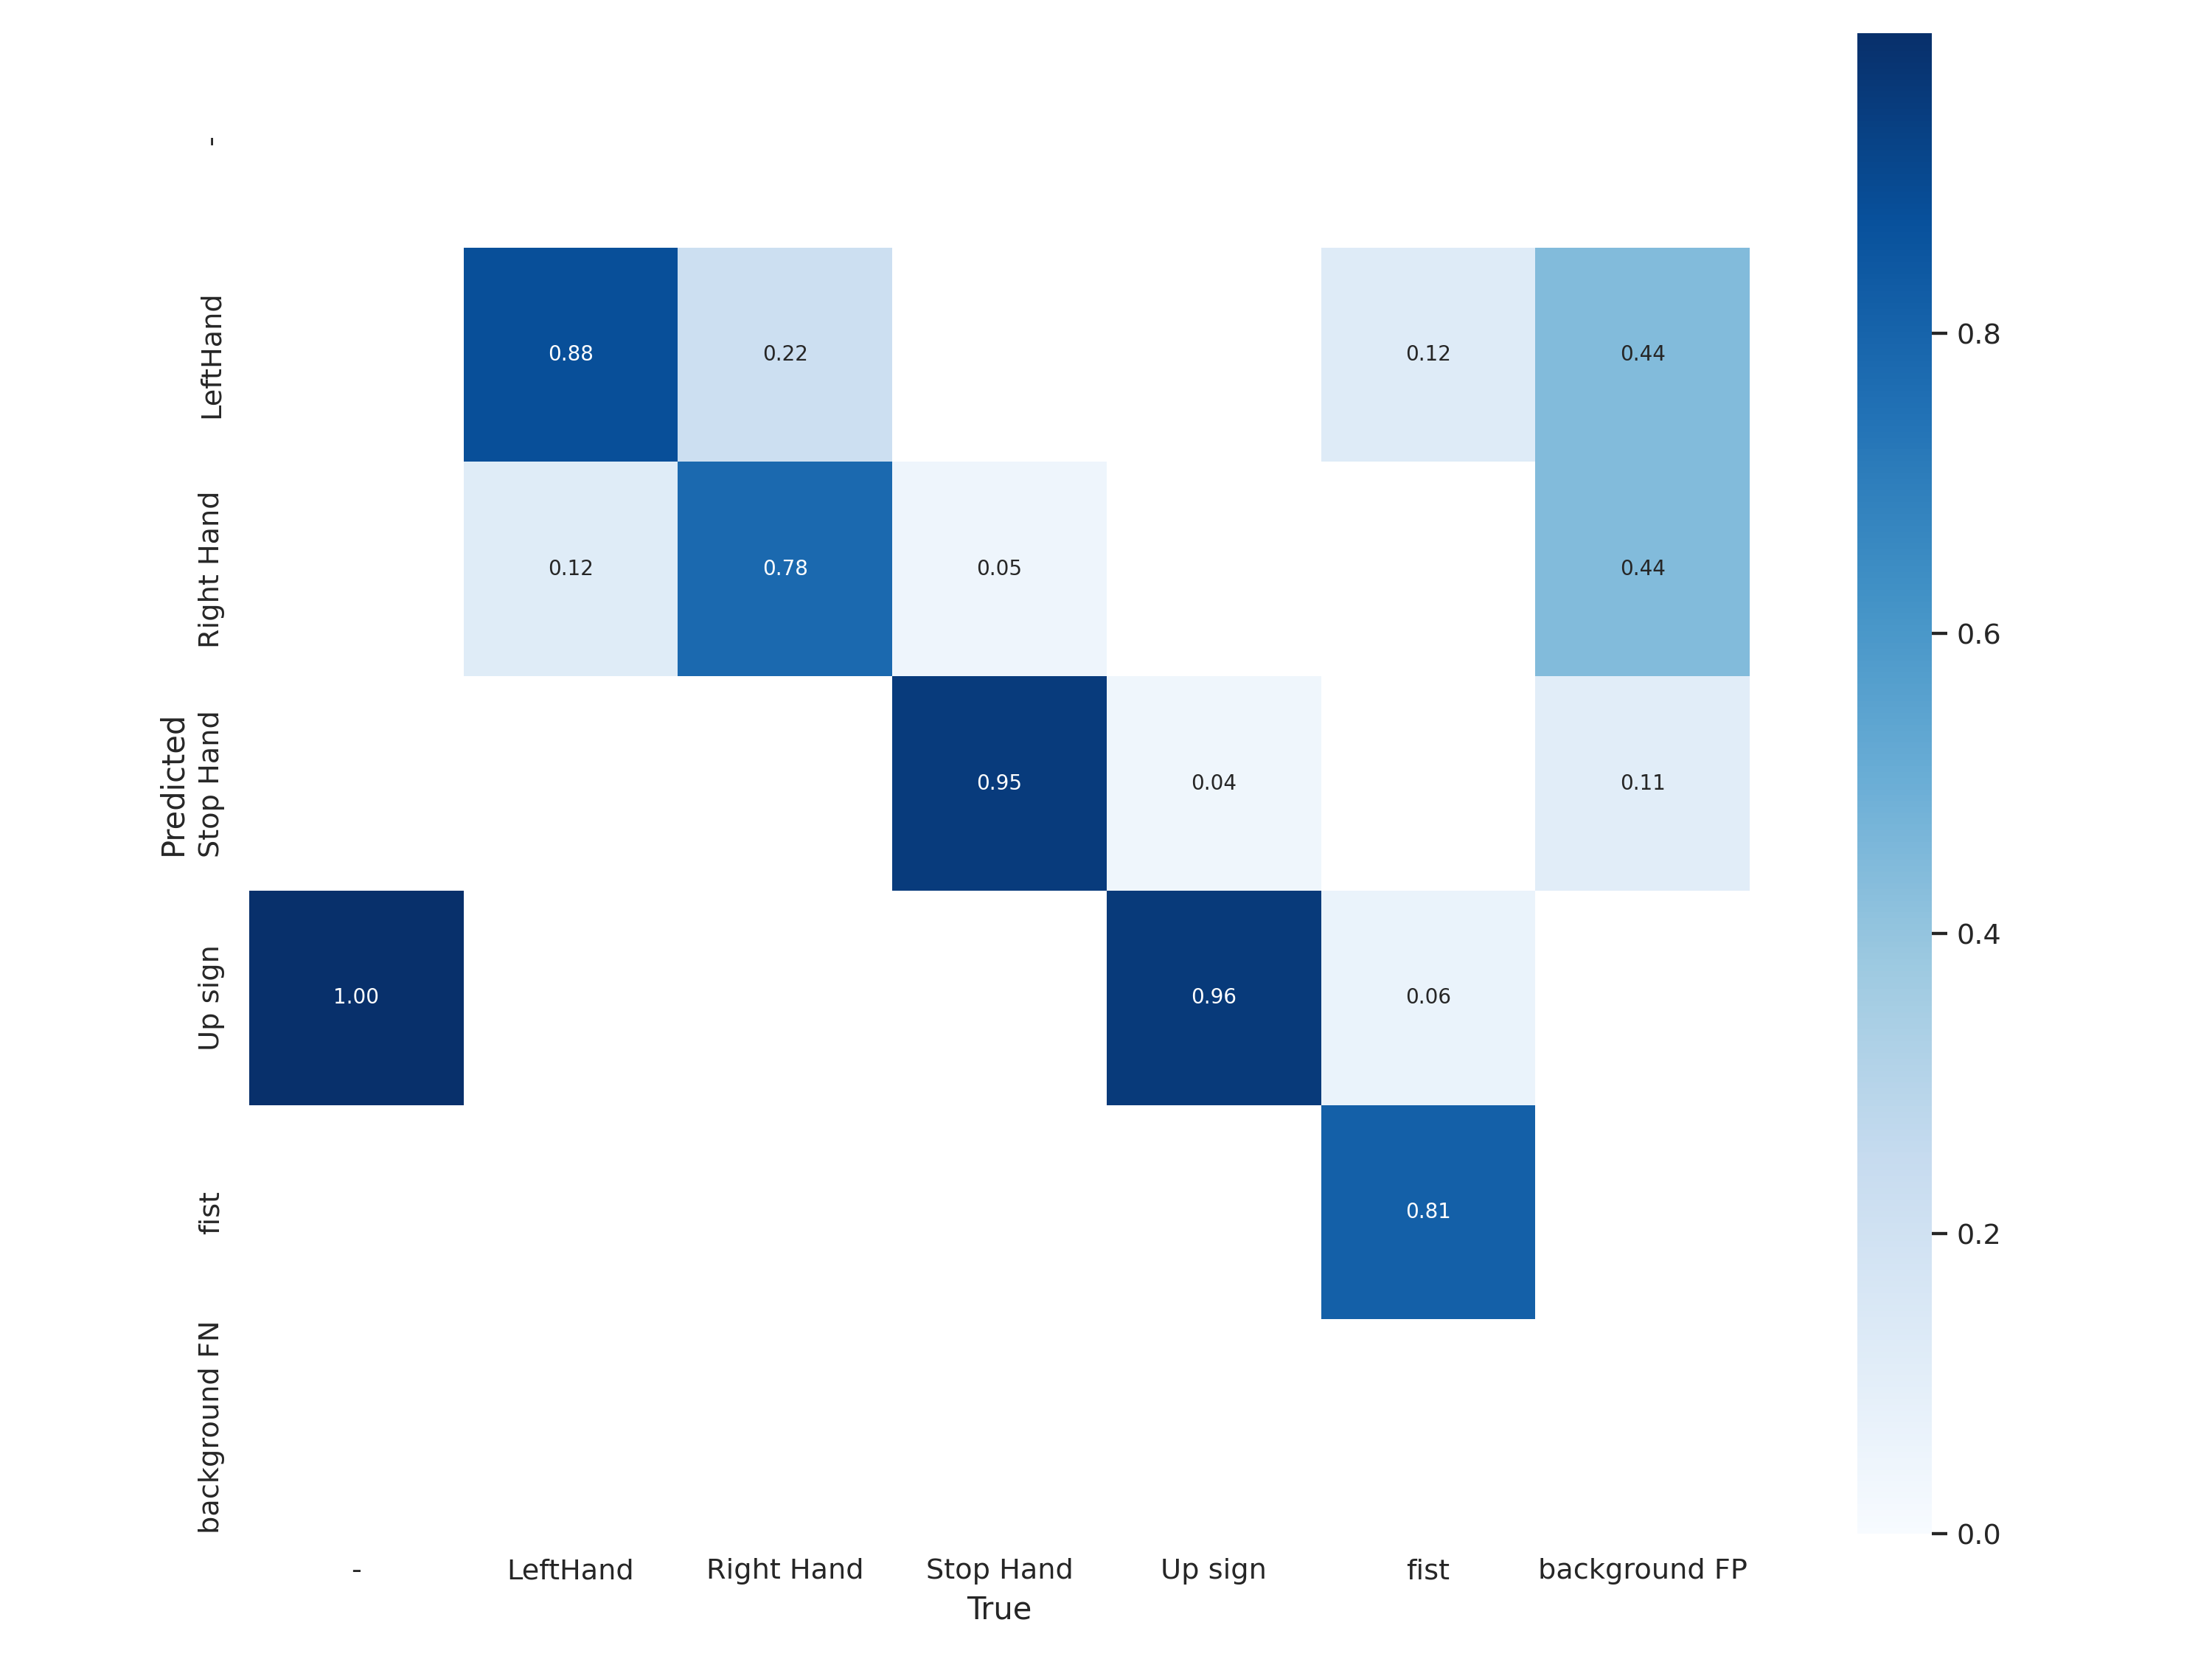 -
LeftHand
0.88
0.22
0.12
0.44
0.8
Right Hand
0.12
0.78
0.05
0.44
0.6
Predicted
Stop Hand
0.95
0.04
0.11
0.4
Up sign
1.00
0.96
0.06
fist
0.81
0.2
background FN
0.0
-
LeftHand
Right Hand
Stop Hand
Up sign
fist
background FP
True